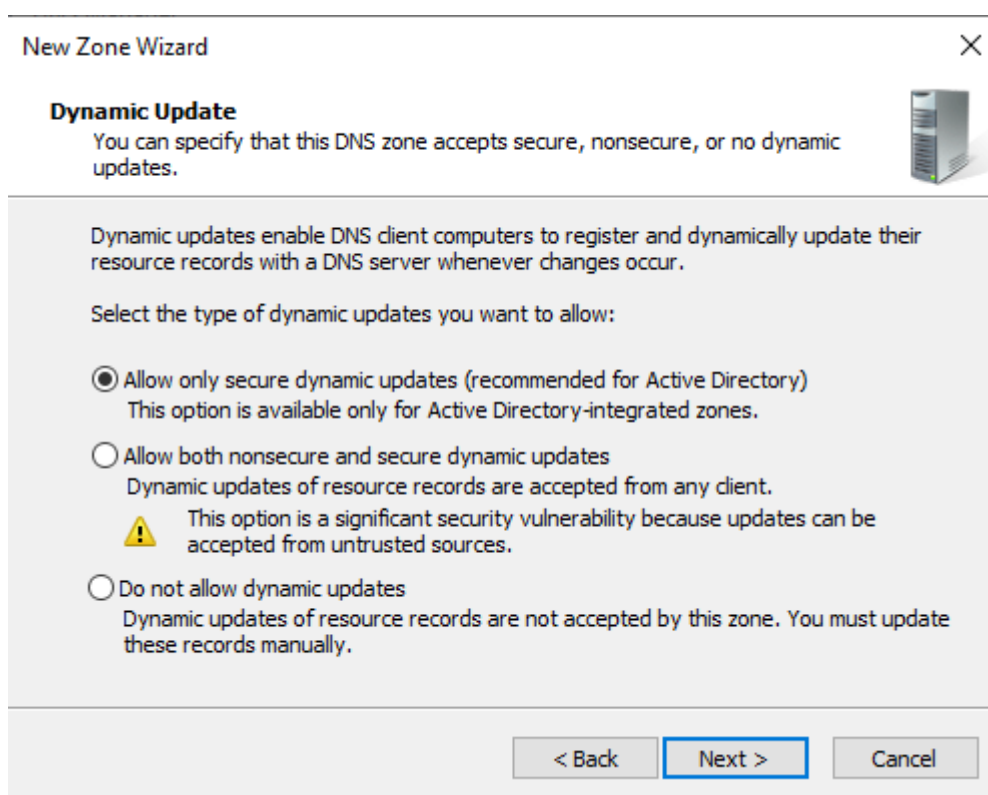 New Zone Wizard
Dynamic Update
You can specify that this DNS zone accepts secure, nonsecure, or no dynamic
updates.
Dynamic updates enable DNS client computers to register and dynamically update their
resource records with a DNS server whenever changes occur.
Select the type of dynamic updates you want to allow:
Allow only secure dynamic updates (recommended for Active Directory)
This option is available only for Active Directory-integrated zones.
Allow both nonsecure and secure dynamic updates
Dynamic updates of resource records are accepted from any client.
This option is a significant security vulnerability because updates can be
accepted from untrusted sources.
Do not allow dynamic updates
Dynamic updates of resource records are not accepted by this zone. You must update
these records manually.
< Back Next > Cancel